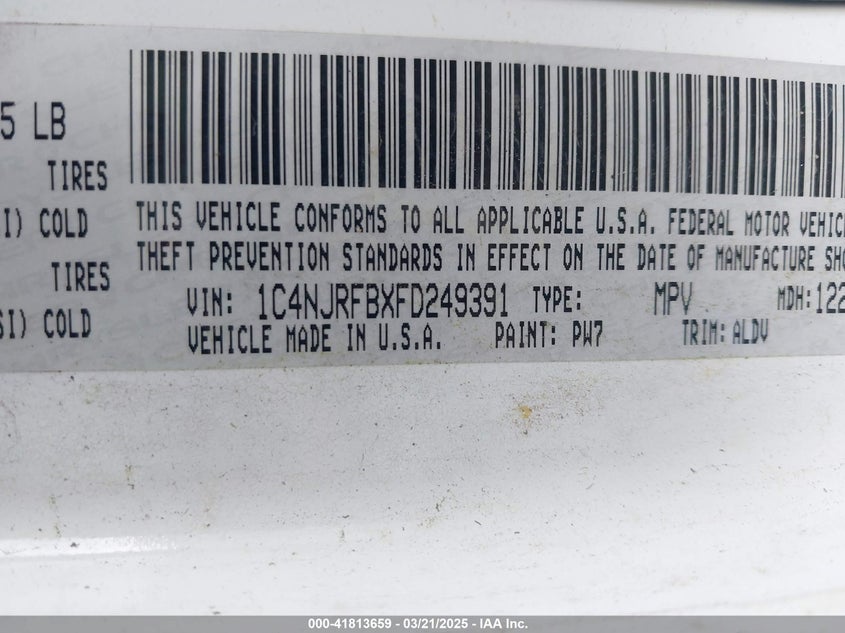 5 LB
TIRES
I) COLD
TIRES
SI) COLD
THIS VEHICLE CONFORMS TO ALL APPLICABLE U.S.A. FEDERAL MOTOR VEHIC
THEFT PREVENTION STANDARDS IN EFFECT ON THE DATE OF MANUFACTURE SHO
VIN: 1C4NJRFBXFD249391 TYPE: MPV MDH:122
VEHICLE MADE IN U.S.A. PAINT: PW7 TRIM: ALDV
000-41813659 - 03/21/2025 - IAA Inc.